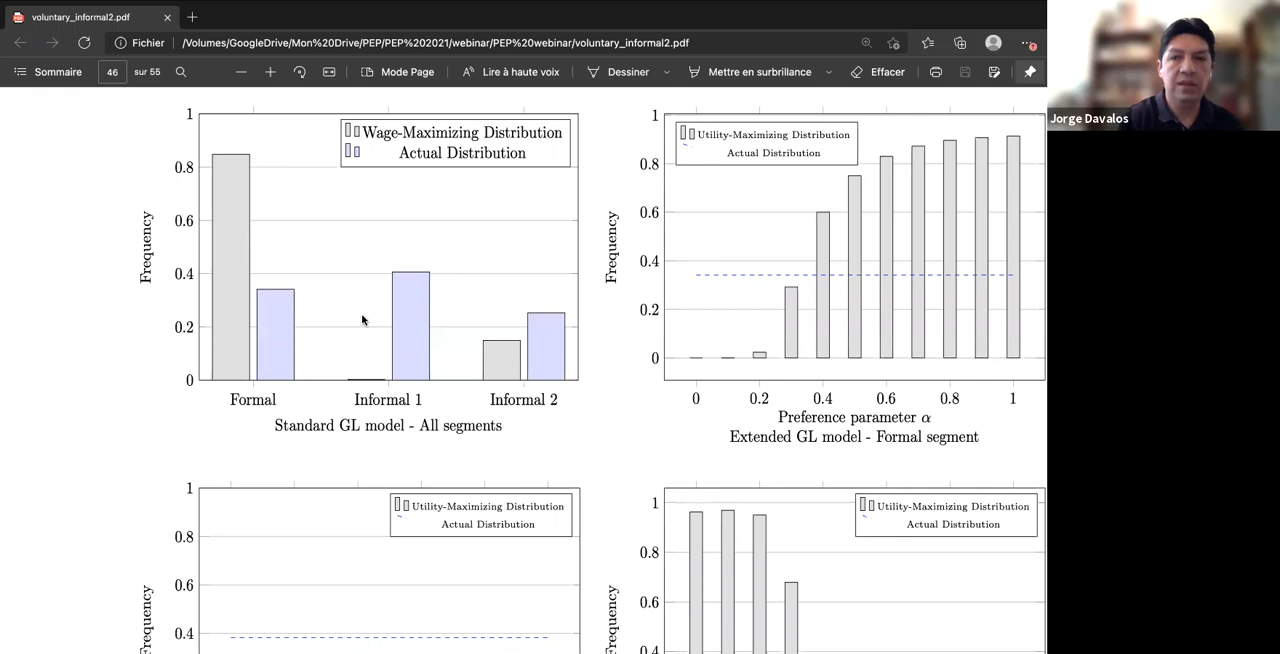 voluntary_informal2.pdf
Fichier /Volumes/GoogleDrive/Mon%20Drive/PEP/PEP%202021/webinar/PEP%20webinar/voluntary_informal2.pdf
Sommaire 46 sur 55 Mode Page Lire à haute voix Dessiner Mettre en surbrillance Effacer
Jorge Davalos
1
0.8
0.6
0.4
0.2
0
Frequency
Wage-Maximizing Distribution
Actual Distribution
Formal Informal 1 Informal 2
Standard GL model - All segments
1
0.8
0.6
0.4
0.2
0
Frequency
Utility-Maximizing Distribution
Actual Distribution
0 0.2 0.4 0.6 0.8 1
Preference parameter α
Extended GL model - Formal segment
1
0.8
0.6
0.4
Frequency
Utility-Maximizing Distribution
Actual Distribution
1
0.8
0.6
0.4
Frequency
Utility-Maximizing Distribution
Actual Distribution